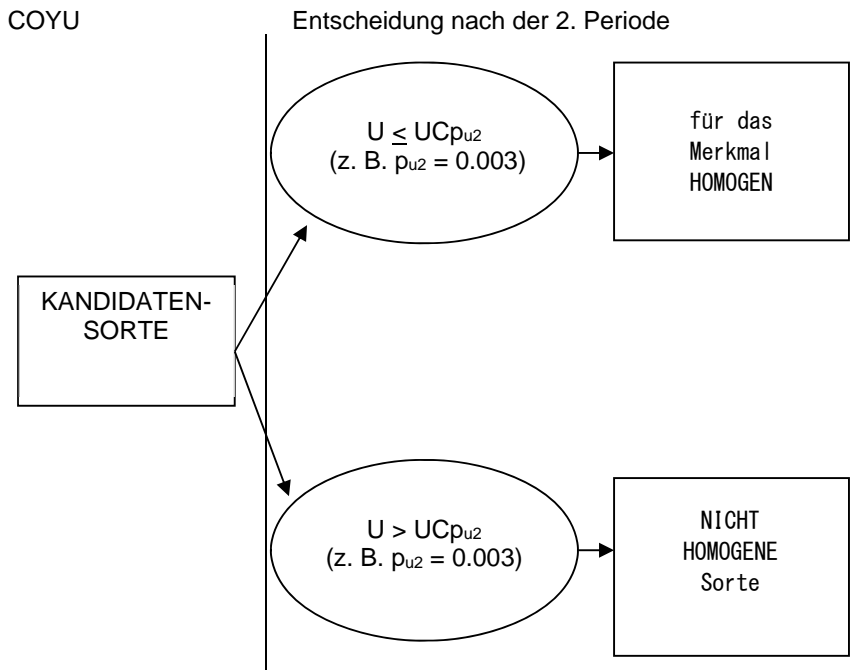 COYU
Entscheidung nach der 2. Periode
U ≤ UCpu2
(z. B. pu2 = 0.003)
für das
Merkmal
HOMOGEN
KANDIDATEN-
SORTE
U > UCpu2
(z. B. pu2 = 0.003)
NICHT
HOMOGENE
Sorte